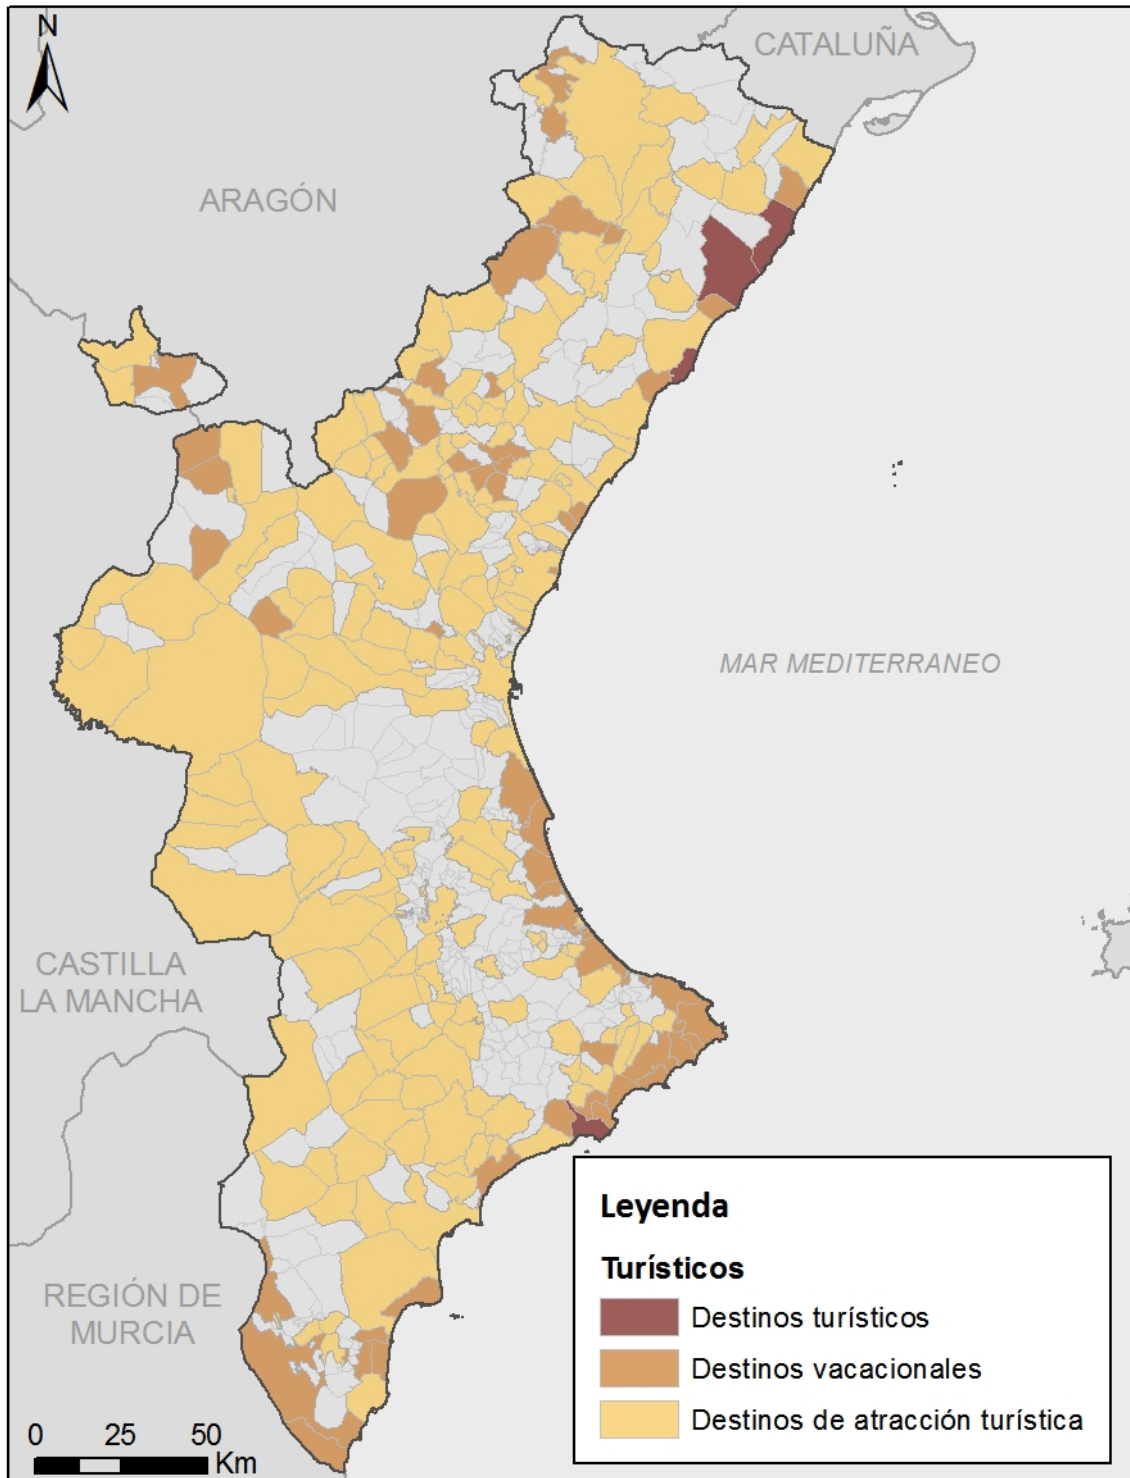 N
CATALUÑA
ARAGÓN
MAR MEDITERRANEO
CASTILLA
LA MANCHA
REGIÓN DE
MURCIA
Leyenda
Turísticos
Destinos turísticos
Destinos vacacionales
Destinos de atracción turística
0 25 50
Km